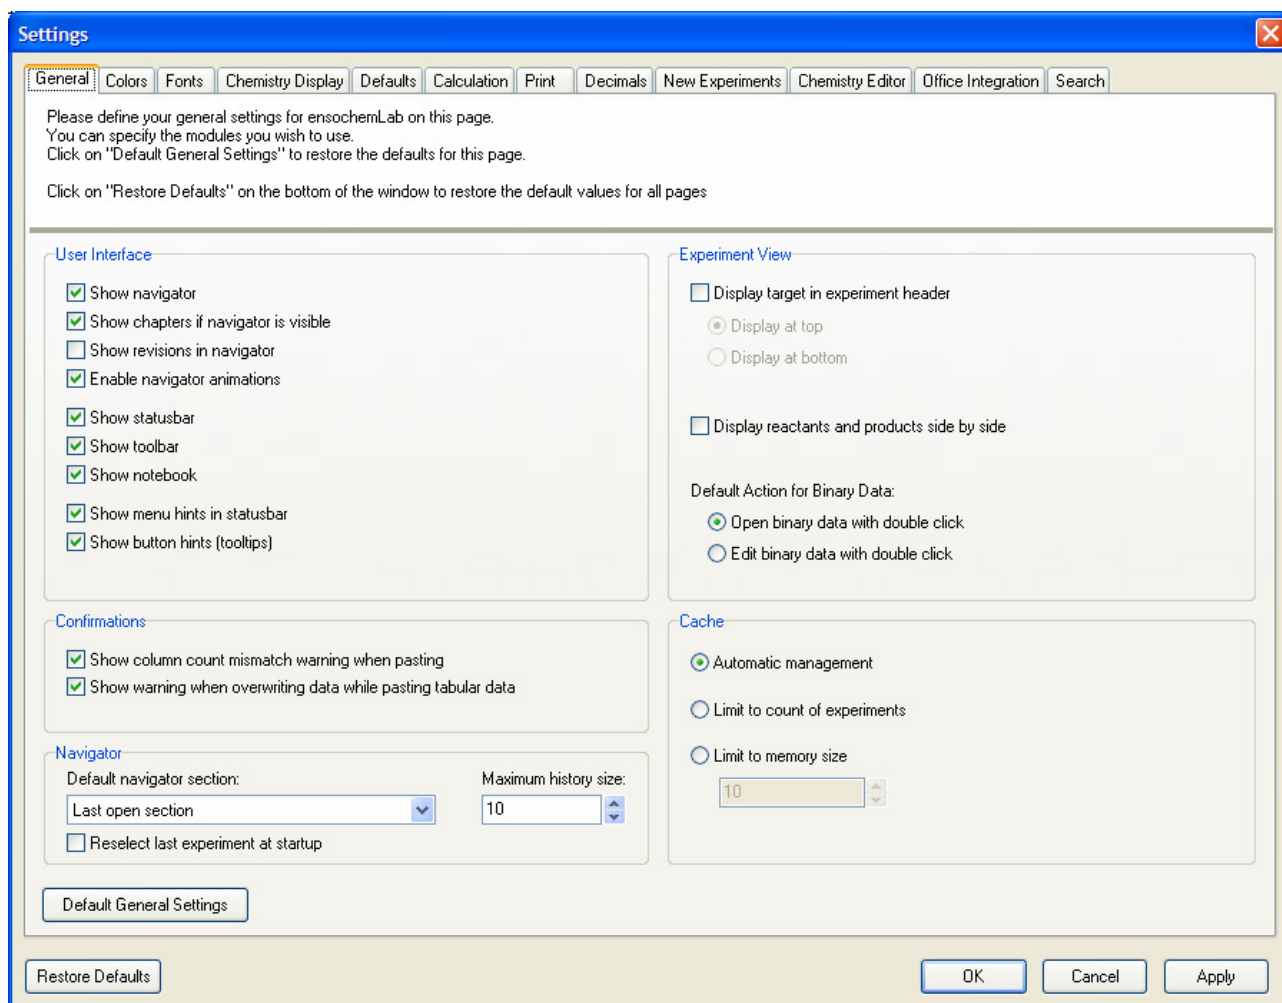 Settings
General Colors Fonts Chemistry Display Defaults Calculation Print Decimals New Experiments Chemistry Editor Office Integration Search
Please define your general settings for ensochemLab on this page.
You can specify the modules you wish to use.
Click on "Default General Settings" to restore the defaults for this page.
Click on "Restore Defaults" on the bottom of the window to restore the default values for all pages
User Interface
Show navigator
Show chapters if navigator is visible
Show revisions in navigator
Enable navigator animations
Show statusbar
Show toolbar
Show notebook
Show menu hints in statusbar
Show button hints (tooltips)
Experiment View
Display target in experiment header
Display at top
Display at bottom
Display reactants and products side by side
Default Action for Binary Data:
Open binary data with double click
Edit binary data with double click
Confirmations
Show column count mismatch warning when pasting
Show warning when overwriting data while pasting tabular data
Cache
Automatic management
Limit to count of experiments
Limit to memory size
10
Navigator
Default navigator section: Maximum history size:
Last open section 10
Reselect last experiment at startup
Default General Settings
Restore Defaults OK Cancel Apply